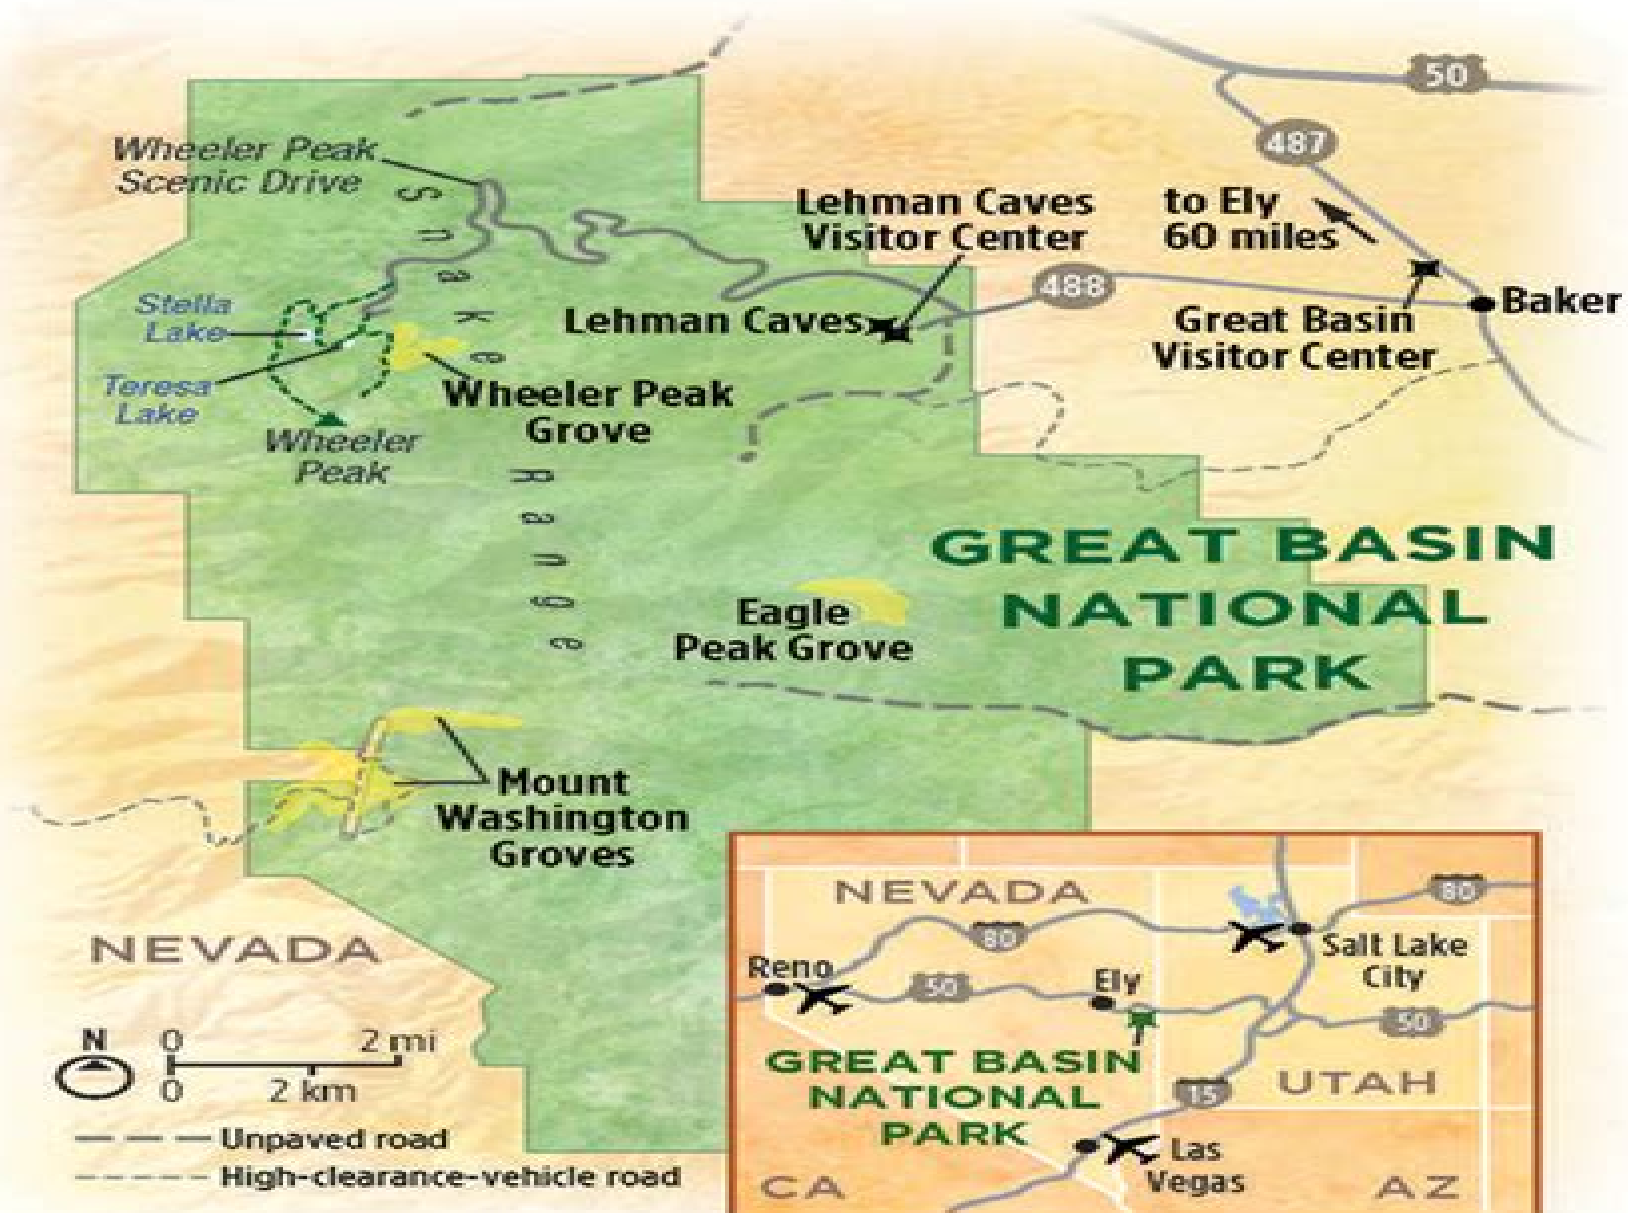 50
487
Wheeler Peak
Scenic Drive
Lehman Caves
Visitor Center
to Ely
60 miles
Snake Range
488
Baker
Stella
Lake
Lehman Caves
Great Basin
Visitor Center
Teresa
Lake
Wheeler Peak
Grove
Wheeler
Peak
GREAT BASIN
NATIONAL
PARK
Eagle
Peak Grove
Mount
Washington
Groves
NEVADA
N
0 2 mi
0 2 km
Unpaved road
High-clearance-vehicle road
NEVADA
80
80
Salt Lake
City
Reno
50
Ely
50
GREAT BASIN
NATIONAL
PARK
15
UTAH
Las
Vegas
CA
AZ